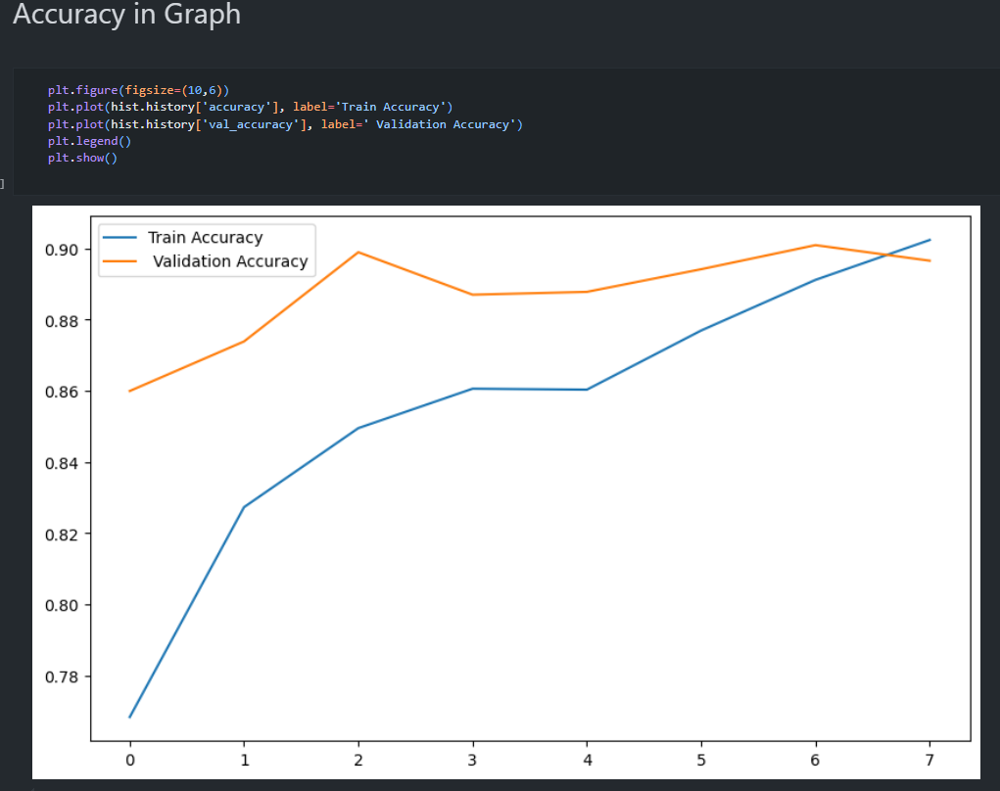 Accuracy in Graph
plt.figure(figsize=(10,6))
plt.plot(hist.history['accuracy'], label='Train Accuracy')
plt.plot(hist.history['val_accuracy'], label=' Validation Accuracy')
plt.legend()
plt.show()
]
Train Accuracy
Validation Accuracy
0.90
0.88
0.86
0.84
0.82
0.80
0.78
0 1 2 3 4 5 6 7